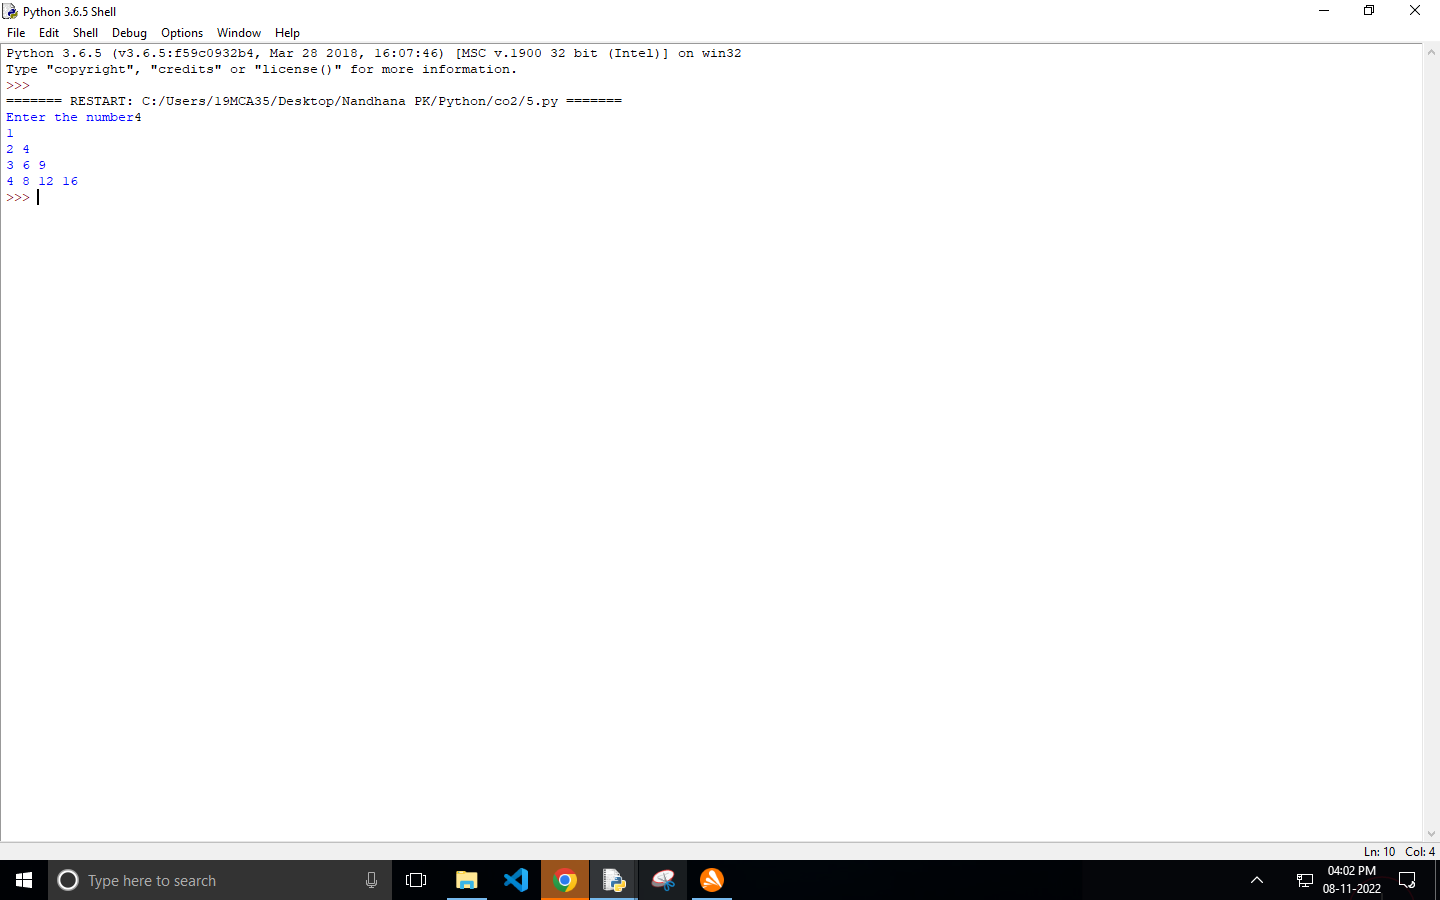 Python 3.6.5 Shell
File Edit Shell Debug Options Window Help
Python 3.6.5 (v3.6.5:f59c0932b4, Mar 28 2018, 16:07:46) [MSC v.1900 32 bit (Intel)] on win32
Type "copyright", "credits" or "license()" for more information.
>>>
======= RESTART: C:/Users/19MCA35/Desktop/Nandhana PK/Python/co2/5.py =======
Enter the number4
1
2 4
3 6 9
4 8 12 16
>>>
Ln: 10 Col: 4
Type here to search
04:02 PM
08-11-2022